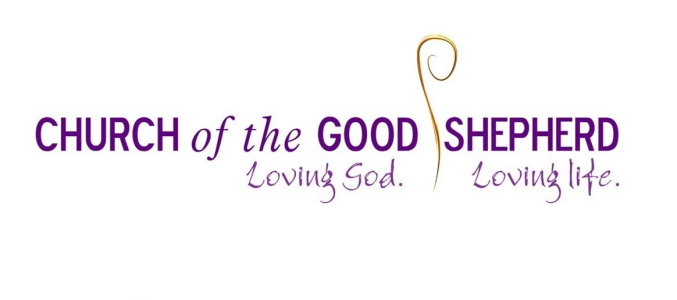 CHURCH of the GOOD SHEPHERD
Loving God. Loving life.